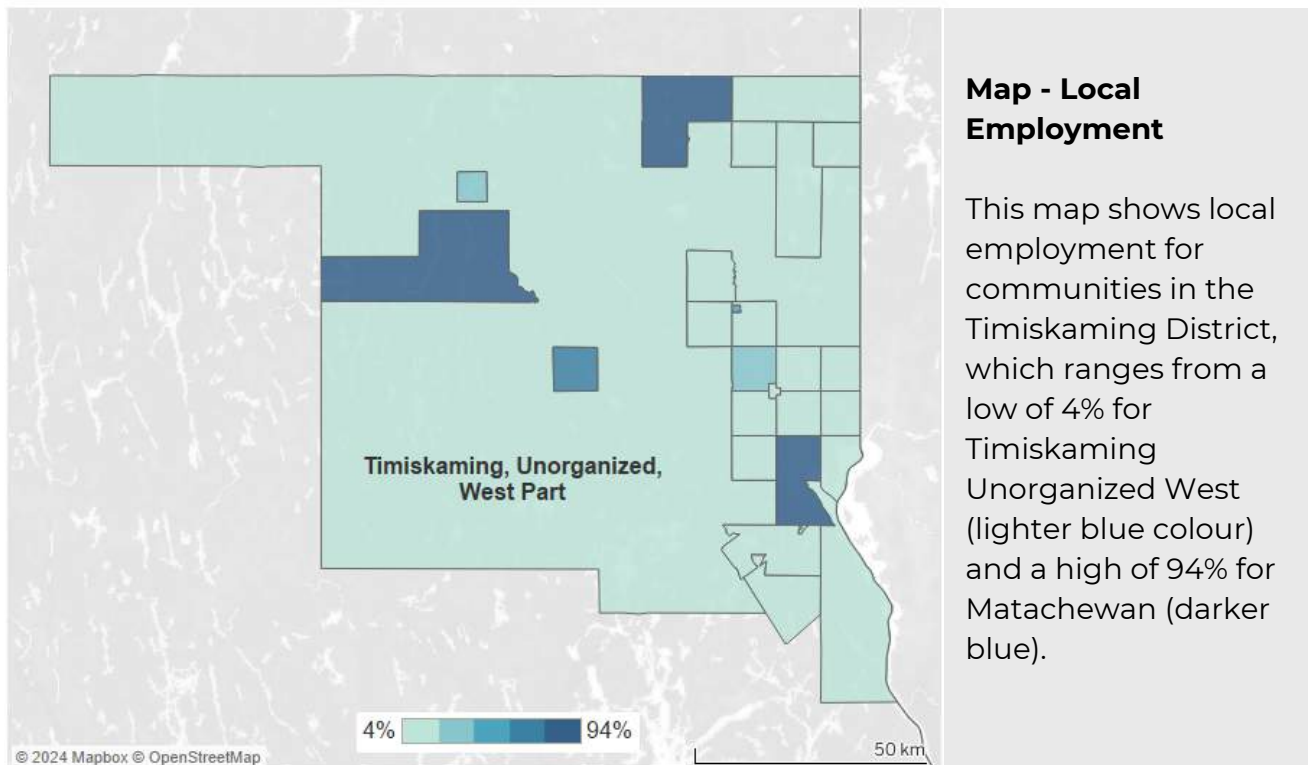 Timiskaming, Unorganized,
West Part
4%
94%
50 km
© 2024 Mapbox © OpenStreetMap
Map - Local
Employment
This map shows local
employment for
communities in the
Timiskaming District,
which ranges from a
low of 4% for
Timiskaming
Unorganized West
(lighter blue colour)
and a high of 94% for
Matachewan (darker
blue).